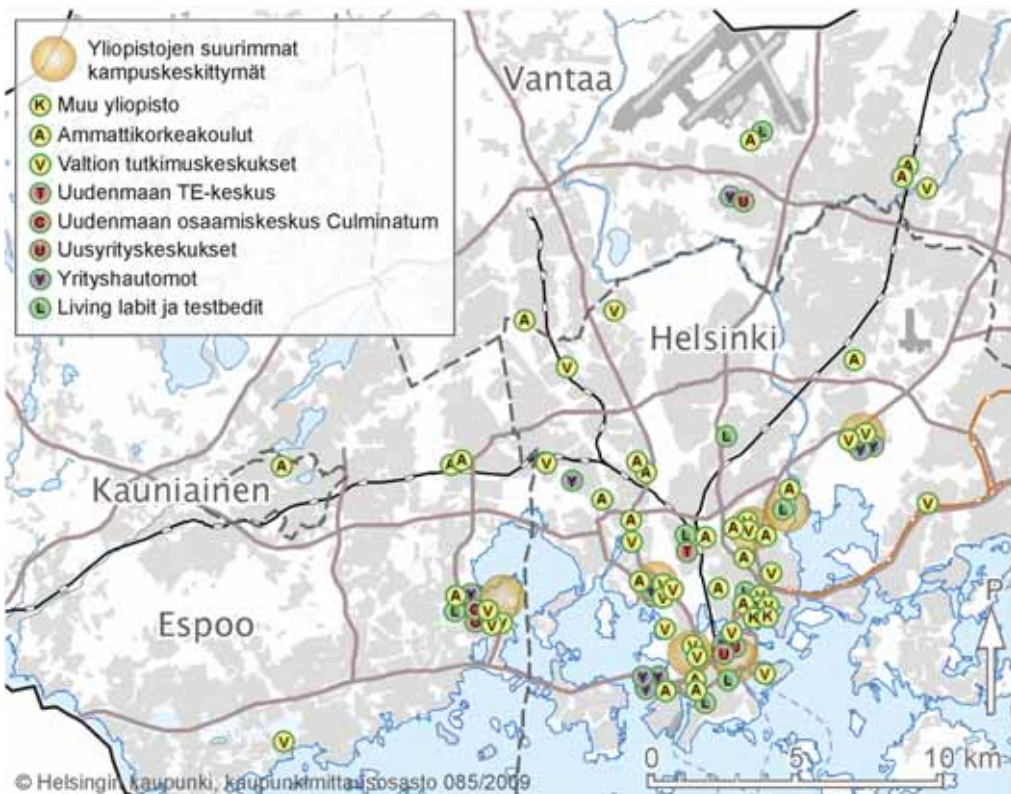 Yliopistojen suurimmat
kampuskeskittymät
K Muu yliopisto
A Ammattikorkeakoulut
V Valtion tutkimuskeskukset
T Uudenmaan TE-keskus
C Uudenmaan osaamiskeskus Culminatum
U Uusyrityskeskukset
Y Yrityshautomot
L Living labit ja testbedit
Vantaa
Helsinki
Kauniainen
Espoo
P
0 5 10 km
© Helsingin kaupunki, kaupunkimittausosasto 085/2009